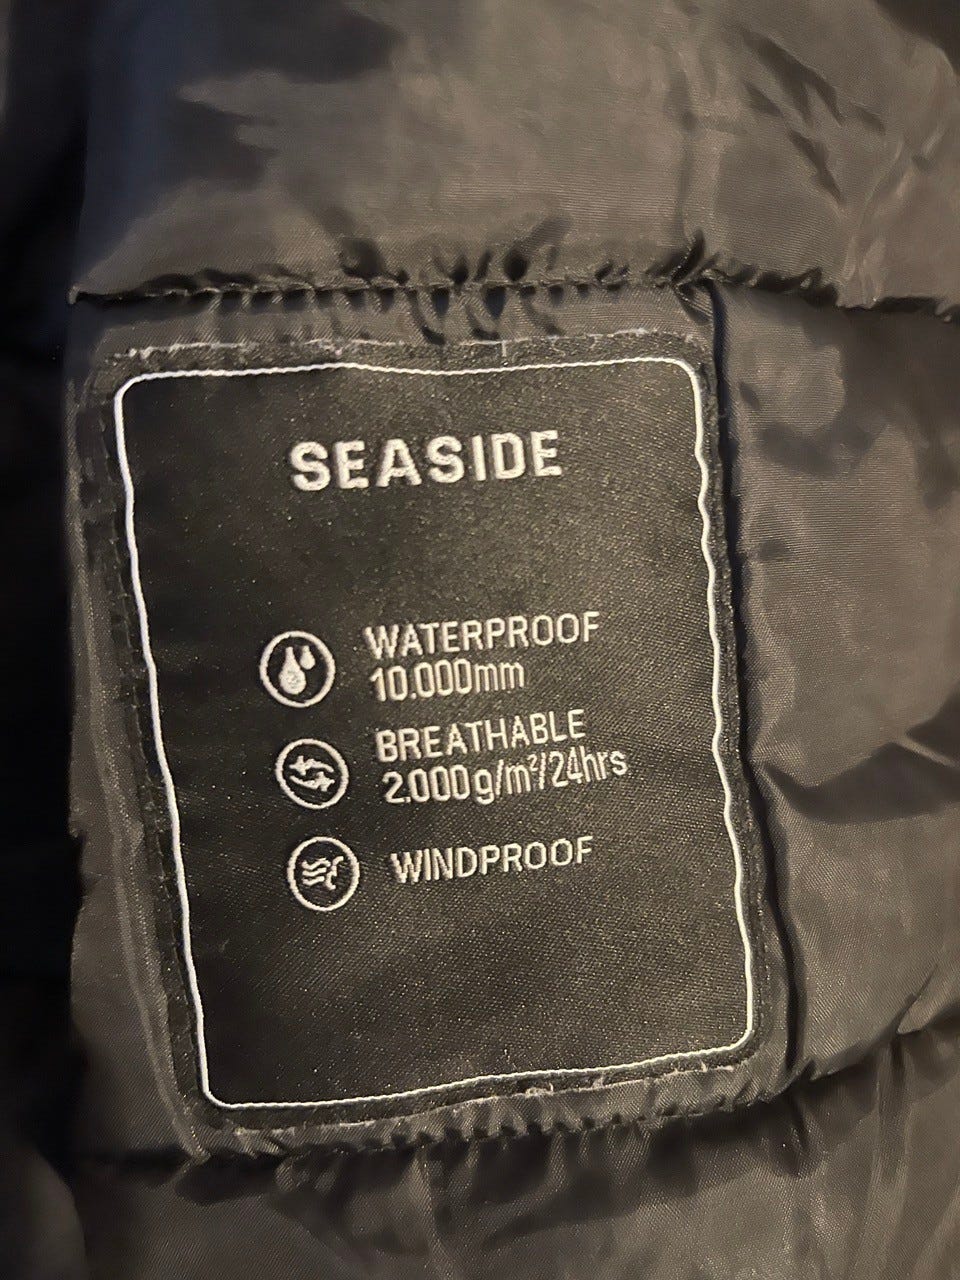 SEASIDE
WATERPROOF
10.000mm
BREATHABLE
2.000g/m²/24hrs
WINDPROOF